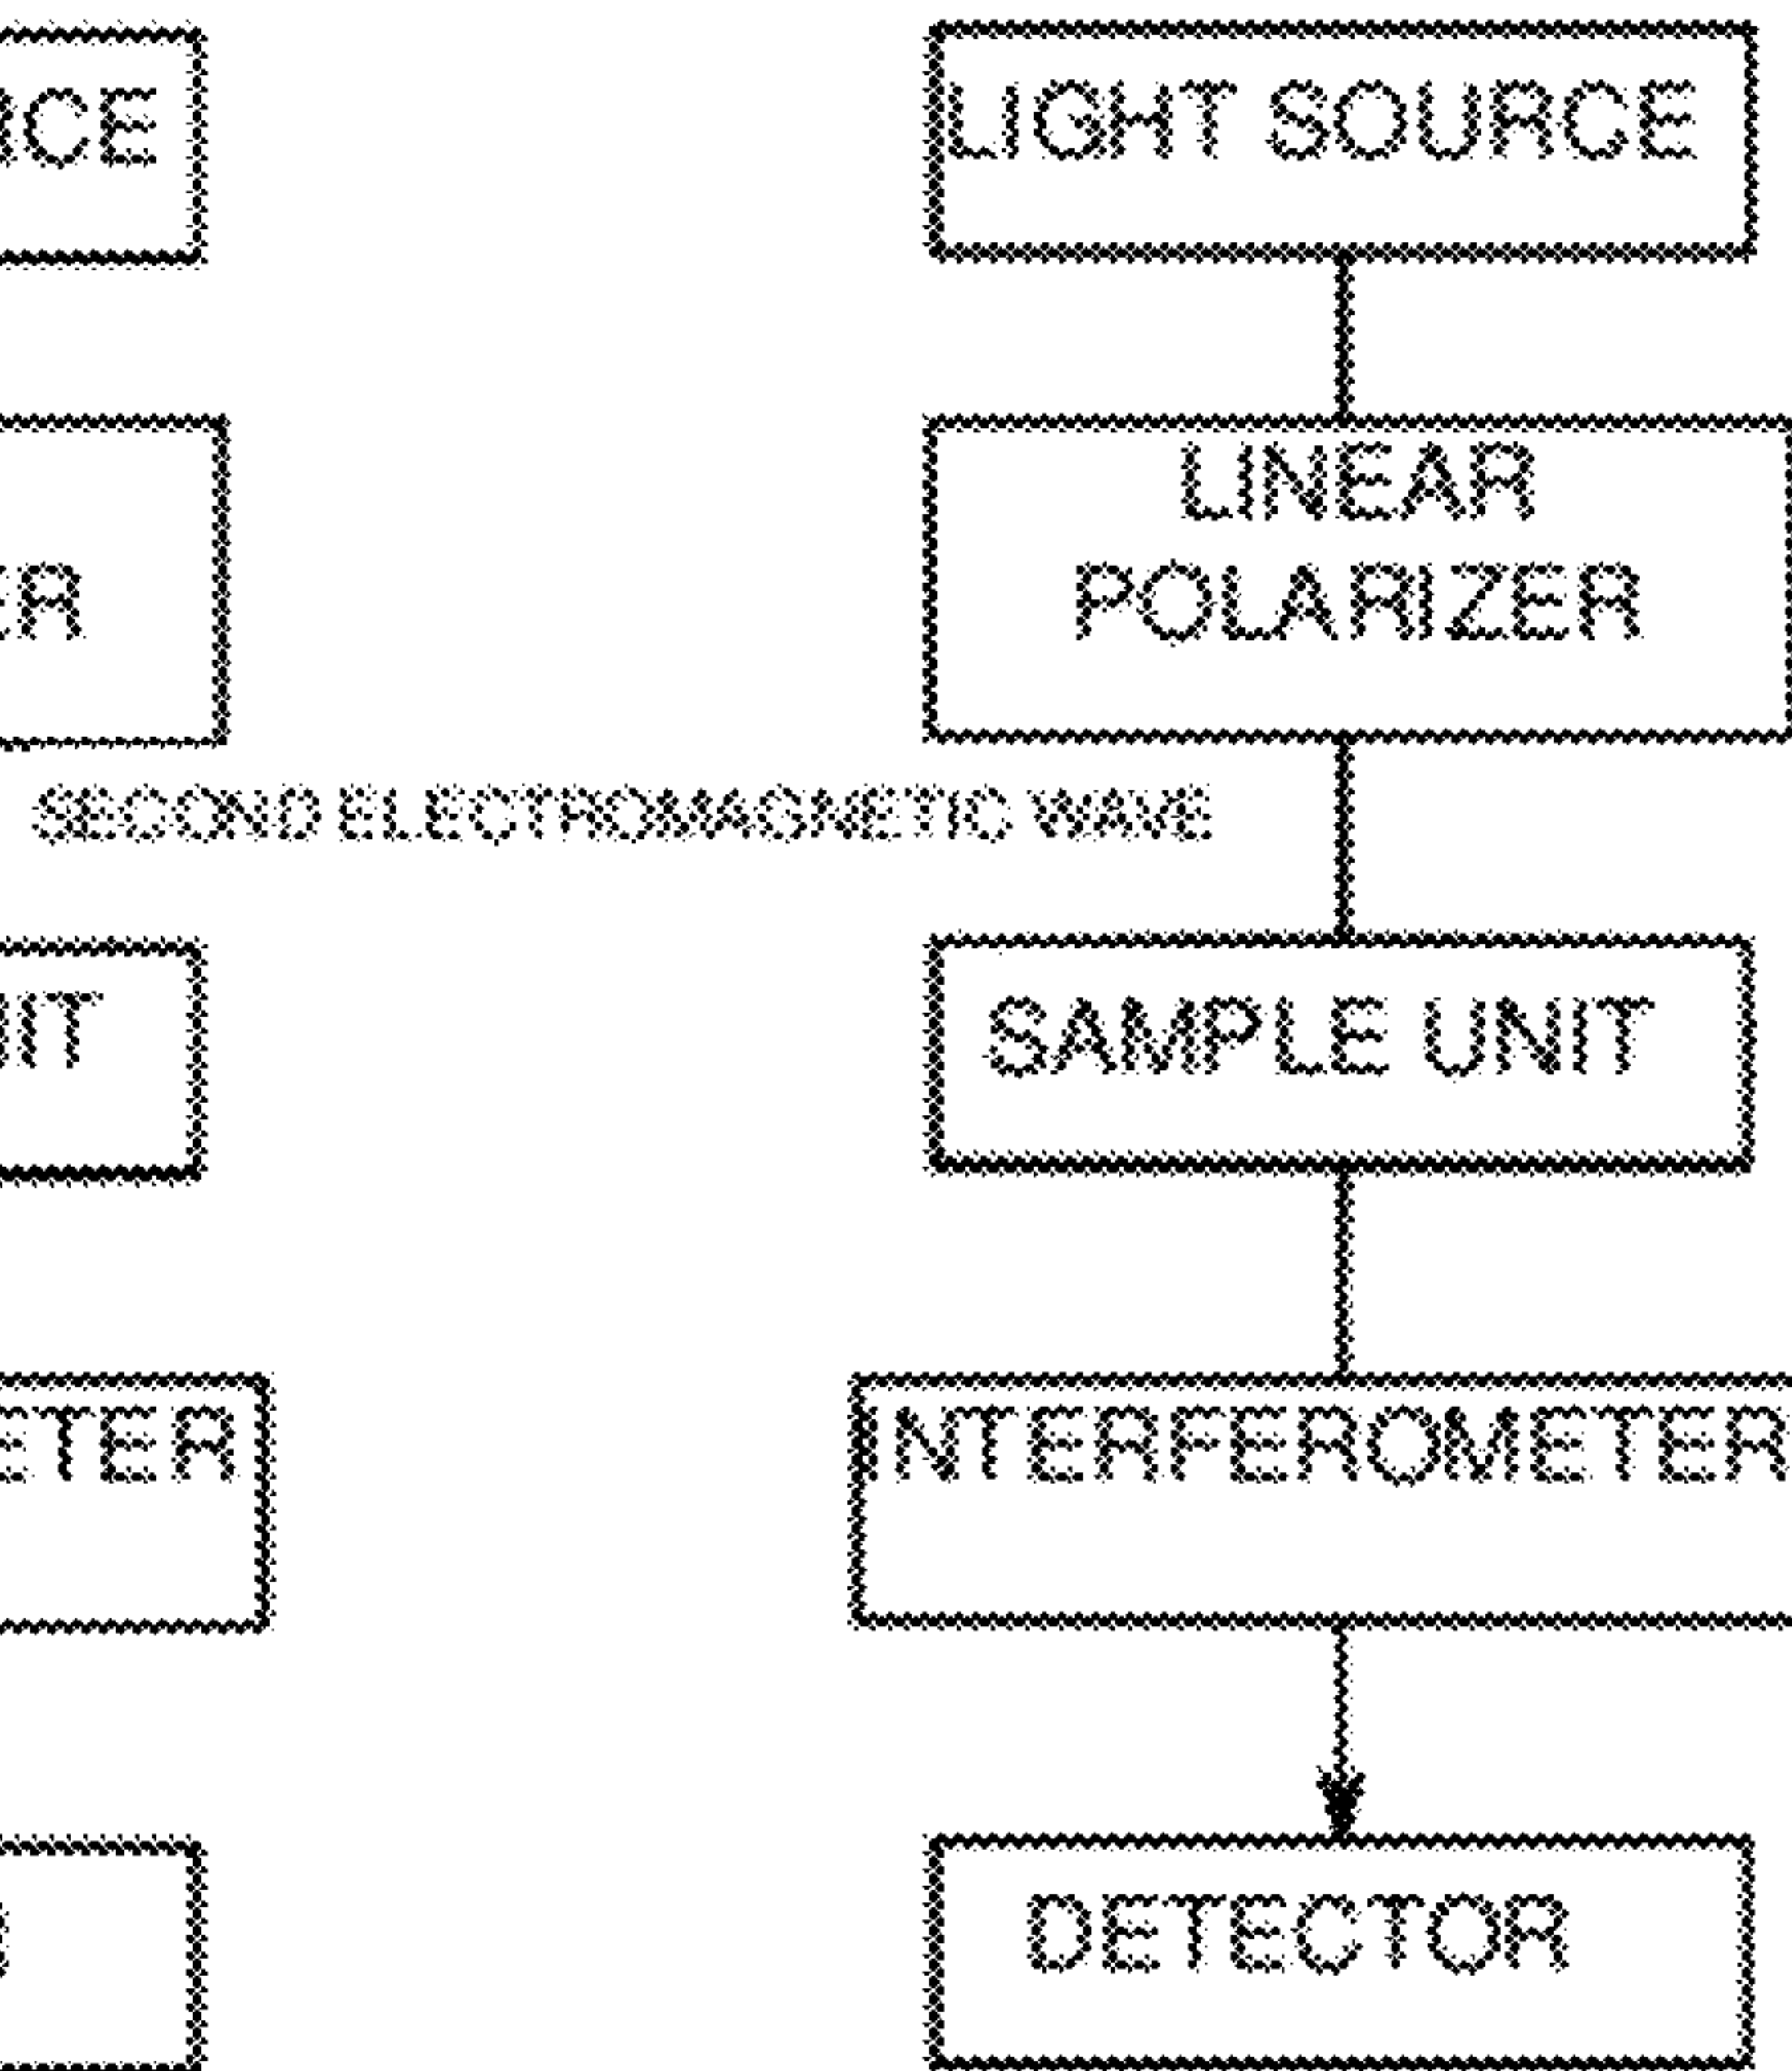 LIGHT SOURCE
LINEAR
POLARIZER
SECOND ELECTROMAGNETIC WAVE
SAMPLE UNIT
INTERFEROMETER
DETECTOR